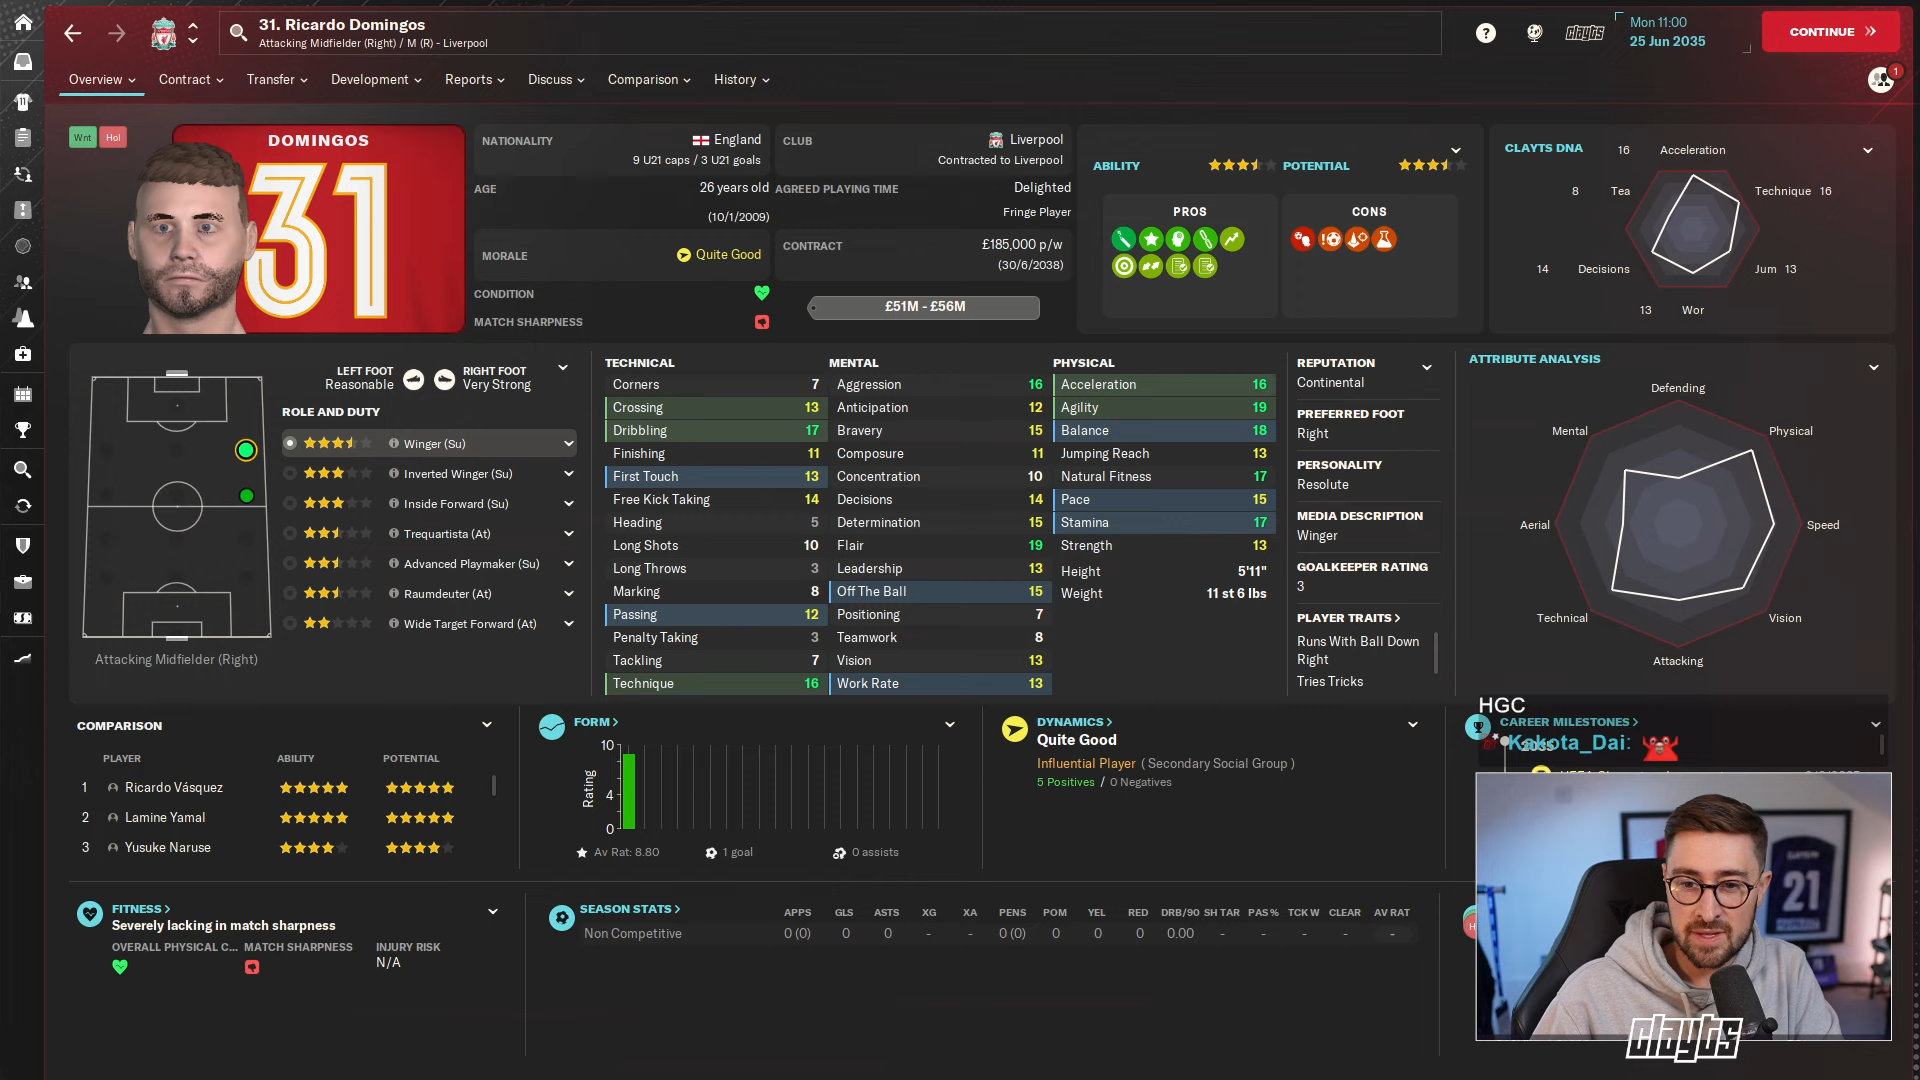 31. Ricardo Domingos
Attacking Midfielder (Right) / M (R) - Liverpool
clayts
Mon 11:00
25 Jun 2035
CONTINUE
Overview
Contract
Transfer
Development
Reports
Discuss
Comparison
History
1
Wnt
Hol
DOMINGOS
31
NATIONALITY
England
9 U21 caps / 3 U21 goals
AGE
26 years old
(10/1/2009)
MORALE
Quite Good
CONDITION
MATCH SHARPNESS
CLUB
Liverpool
Contracted to Liverpool
AGREED PLAYING TIME
Delighted
Fringe Player
CONTRACT
£185,000 p/w
(30/6/2038)
£51M - £56M
ABILITY
POTENTIAL
PROS
CONS
CLAYTS DNA
16 Acceleration
8 Tea
Technique 16
14 Decisions
Jum 13
13 Wor
LEFT FOOT
Reasonable
RIGHT FOOT
Very Strong
ROLE AND DUTY
Winger (Su)
Inverted Winger (Su)
Inside Forward (Su)
Trequartista (At)
Advanced Playmaker (Su)
Raumdeuter (At)
Wide Target Forward (At)
Attacking Midfielder (Right)
TECHNICAL
Corners 7
Crossing 13
Dribbling 17
Finishing 11
First Touch 13
Free Kick Taking 14
Heading 5
Long Shots 10
Long Throws 3
Marking 8
Passing 12
Penalty Taking 3
Tackling 7
Technique 16
MENTAL
Aggression 16
Anticipation 12
Bravery 15
Composure 11
Concentration 10
Decisions 14
Determination 15
Flair 19
Leadership 13
Off The Ball 15
Positioning 7
Teamwork 8
Vision 13
Work Rate 13
PHYSICAL
Acceleration 16
Agility 19
Balance 18
Jumping Reach 13
Natural Fitness 17
Pace 15
Stamina 17
Strength 13
Height 5'11"
Weight 11 st 6 lbs
REPUTATION
Continental
PREFERRED FOOT
Right
PERSONALITY
Resolute
MEDIA DESCRIPTION
Winger
GOALKEEPER RATING
3
PLAYER TRAITS >
Runs With Ball Down
Right
Tries Tricks
ATTRIBUTE ANALYSIS
Defending
Mental
Physical
Aerial
Speed
Technical
Vision
Attacking
COMPARISON
PLAYER ABILITY POTENTIAL
1 Ricardo Vásquez
2 Lamine Yamal
3 Yusuke Naruse
FORM >
Rating
10
4
0
Av Rat: 8.80
1 goal
0 assists
DYNAMICS >
Quite Good
Influential Player ( Secondary Social Group )
5 Positives / 0 Negatives
HGC
CAREER MILESTONES >
Kakota_Dai:
FITNESS >
Severely lacking in match sharpness
OVERALL PHYSICAL C... MATCH SHARPNESS INJURY RISK
N/A
SEASON STATS > APPS GLS ASTS XG XA PENS POM YEL RED DRB/90 SH TAR PAS % TCK W CLEAR AV RAT
Non Competitive 0 (0) 0 0 - - 0 (0) 0 0 0 0.00 - - - - -
21
clayts